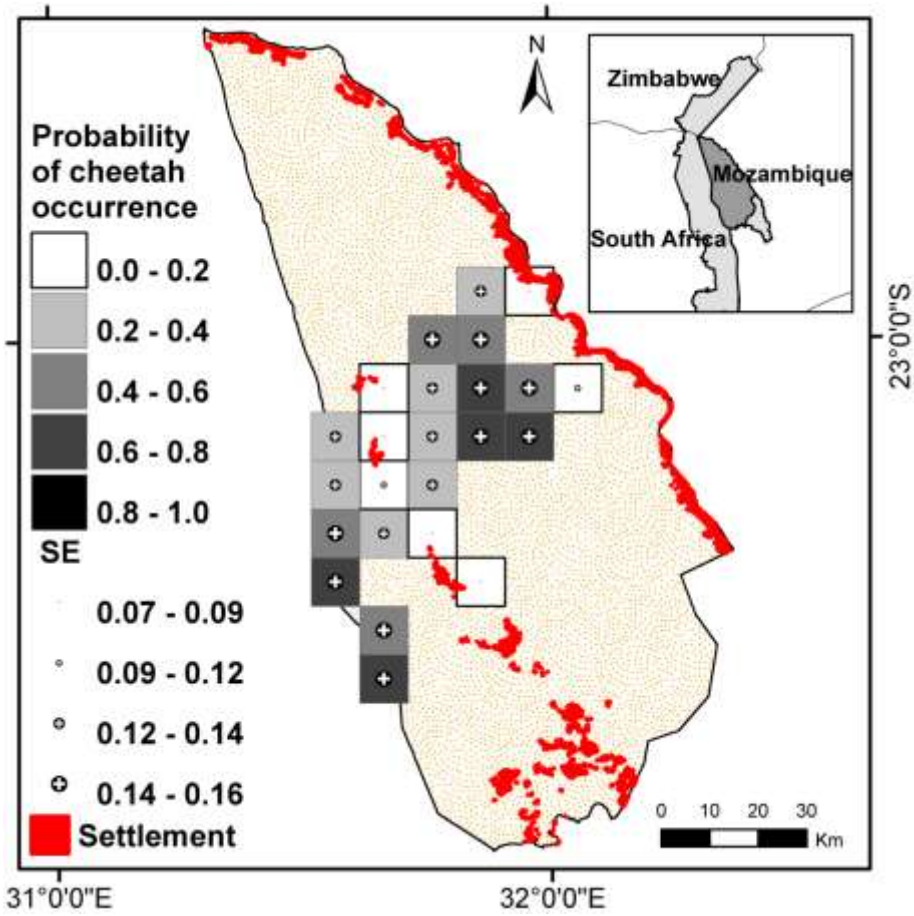 N
Zimbabwe
Mozambique
South Africa
Probability
of cheetah
occurrence
0.0 - 0.2
0.2 - 0.4
0.4 - 0.6
0.6 - 0.8
0.8 - 1.0
SE
0.07 - 0.09
0.09 - 0.12
0.12 - 0.14
0.14 - 0.16
Settlement
23°0'0"S
0 10 20 30
Km
31°0'0"E 32°0'0"E